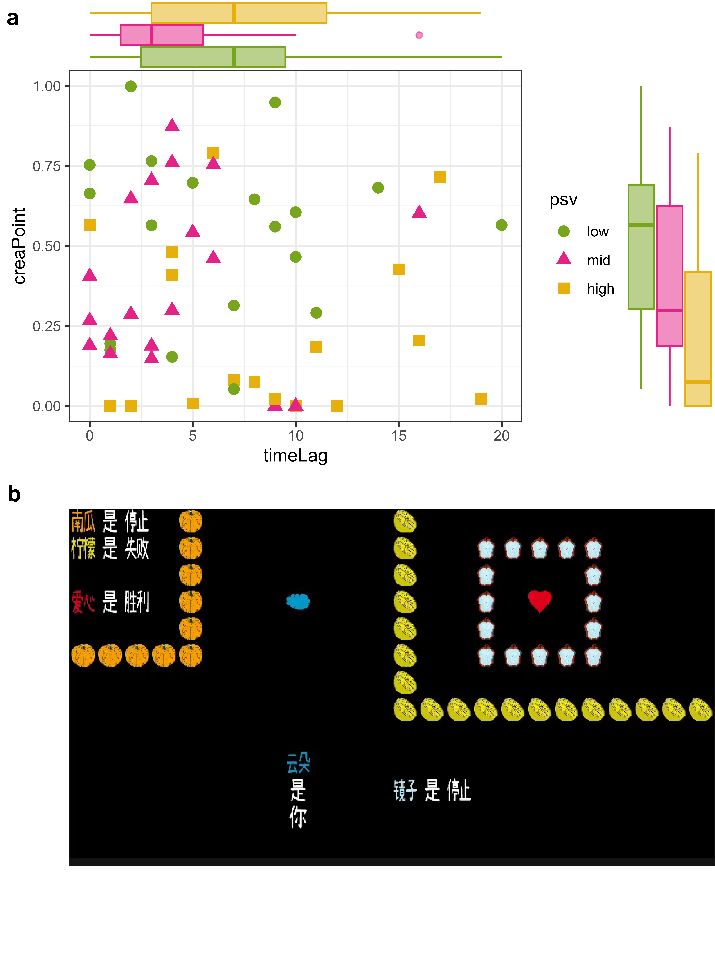 a
1.00
0.75
0.50
0.25
0.00
creaPoint
0
5
10
15
20
timeLag
psv
low
mid
high
b
南瓜 是 停止
柠檬 是 失败
爱心 是 胜利
云朵
是
你
镜子 是 停止